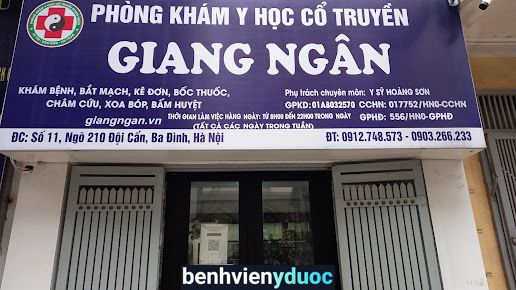 PHÒNG KHÁM Y HỌC CỔ TRUYỀN
GIANG NGÂN
KHÁM BỆNH, BẮT MẠCH, KÊ ĐƠN, BỐC THUỐC,
CHÂM CỨU, XOA BÓP, BẤM HUYỆT
giangngan.vn
Phụ trách chuyên môn: Y SỸ HOÀNG SƠN
GPKD: 01A8032570 CCHN: 017752/HNO-CCHN
THỜI GIAN LÀM VIỆC HÀNG NGÀY: TỪ 8H00 ĐẾN 22H00 TRONG NGÀY
GPHĐ: 556/HNO-GPHĐ
(TẤT CẢ CÁC NGÀY TRONG TUẦN)
ĐC: Số 11, Ngõ 210 Đội Cấn, Ba Đình, Hà Nội
ĐT: 0912.748.573 - 0903.266.233
benhvienyduoc